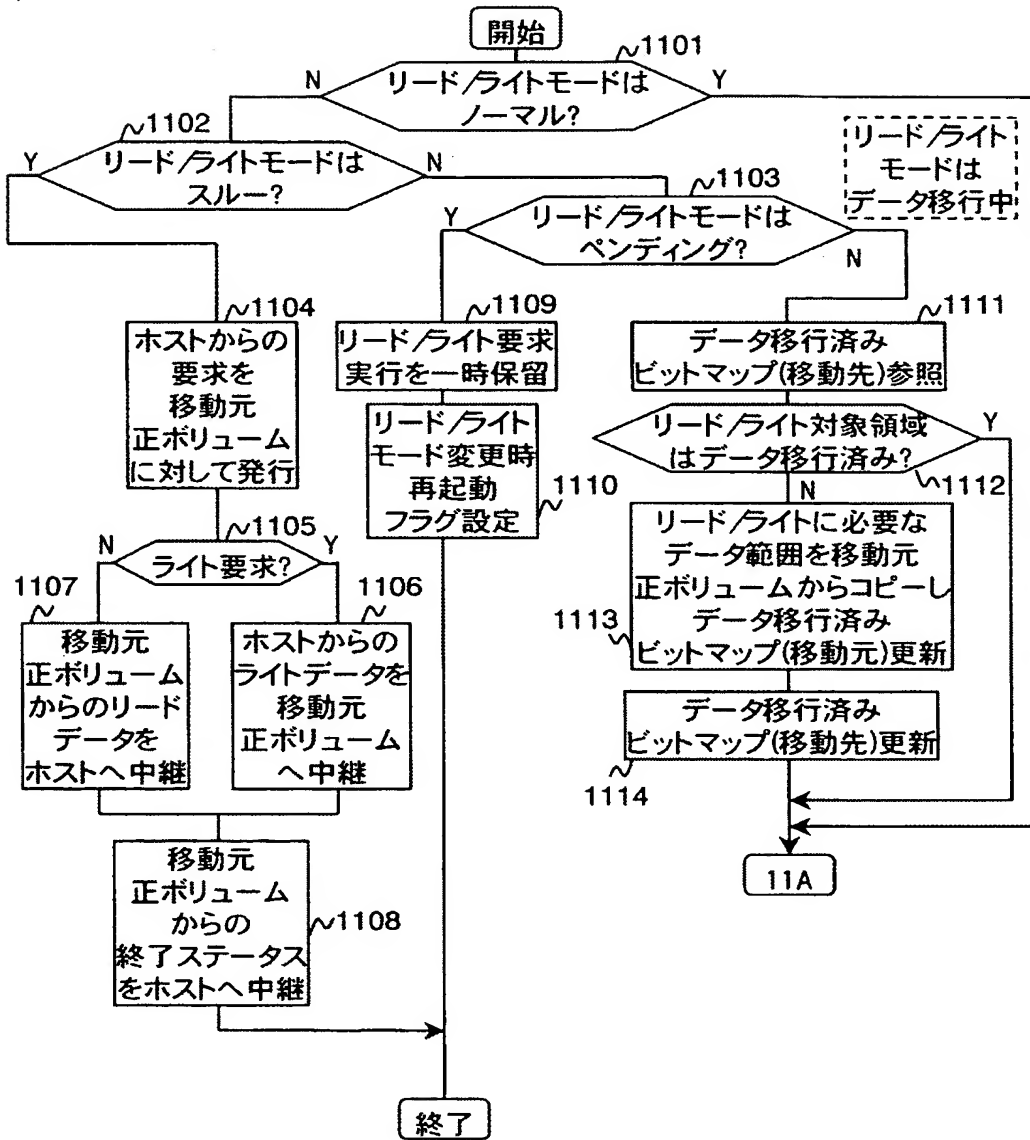 開始
1101
リード/ライトモードは
ノーマル?
N
Y
1102
リード/ライトモードは
スルー?
Y
N
リード/ライト
モードは
データ移行中
1103
リード/ライトモードは
ペンディング?
Y
N
1104
ホストからの
要求を
移動元
正ボリューム
に対して発行
1109
リード/ライト要求
実行を一時保留
1111
データ移行済み
ビットマップ(移動先)参照
リード/ライト
モード変更時
再起動
フラグ設定
1110
リード/ライト対象領域
はデータ移行済み?
Y
1112
N
1105
ライト要求?
N
Y
1107
移動元
正ボリューム
からのリード
データを
ホストへ中継
1106
ホストからの
ライトデータを
移動元
正ボリューム
へ中継
リード/ライトに必要な
データ範囲を移動元
正ボリュームからコピーし
データ移行済み
ビットマップ(移動元)更新
1113
データ移行済み
ビットマップ(移動先)更新
1114
移動元
正ボリューム
からの
終了ステータス
をホストへ中継
1108
11A
終了